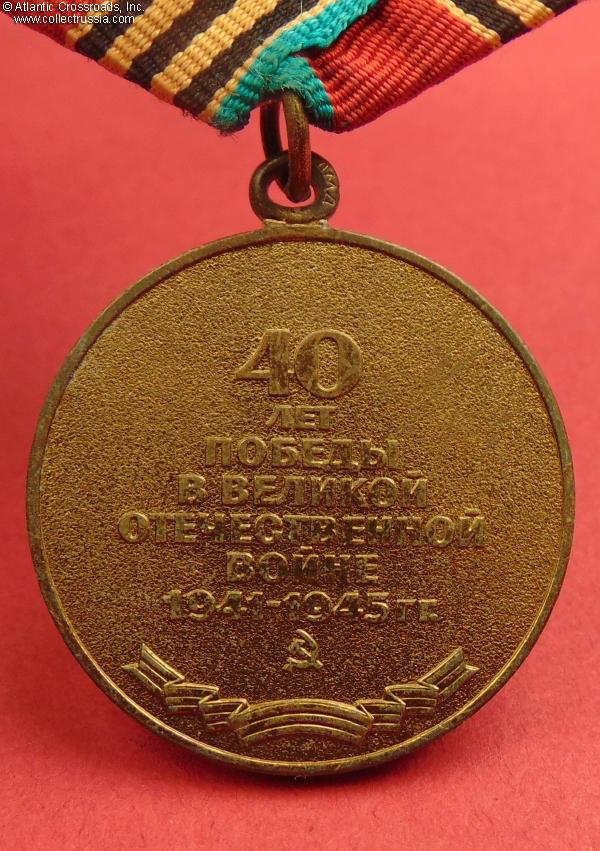 © Atlantic Crossroads, Inc.
www.collectrussia.com
40
ЛЕТ
ПОБЕДЫ
В ВЕЛИКОЙ
ОТЕЧЕСТВЕННОЙ
ВОЙНЕ
1941-1945 ГГ.